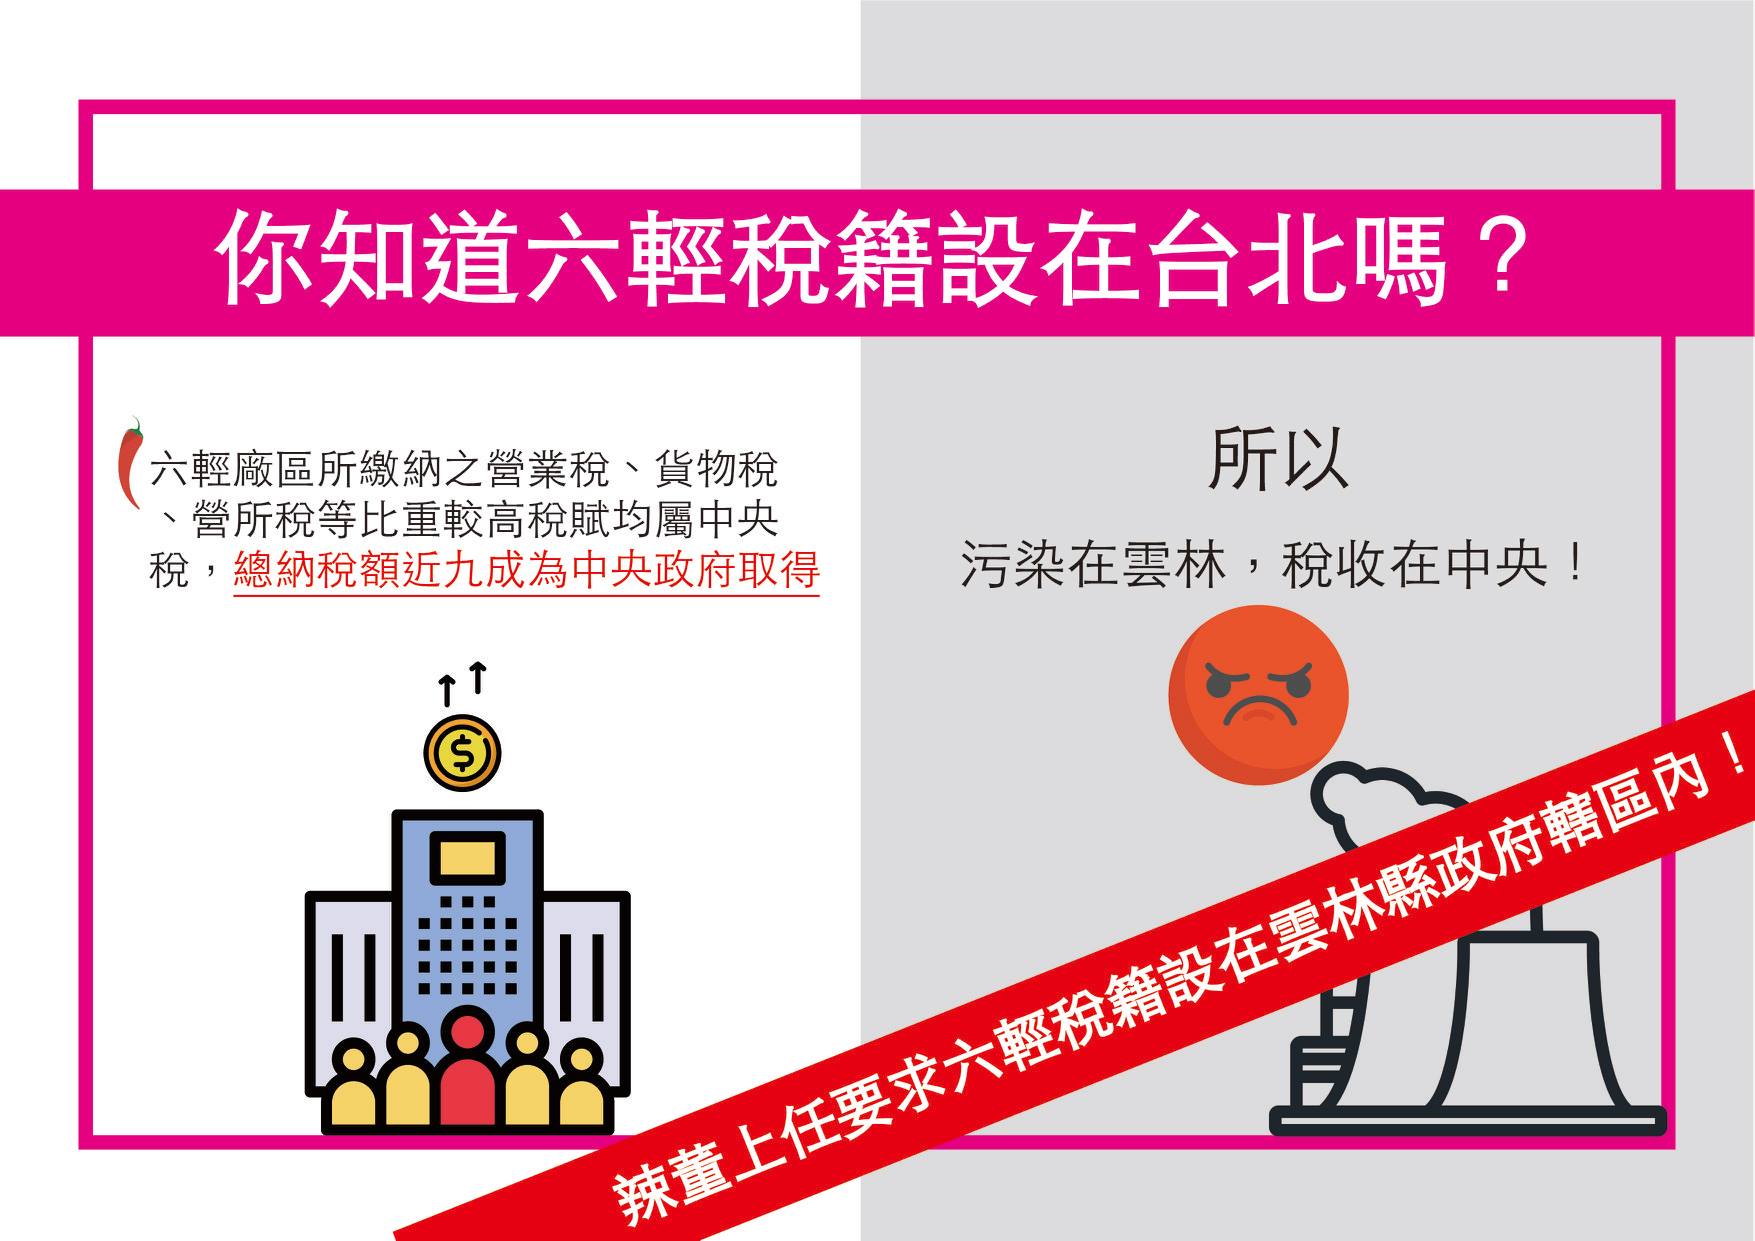 你知道六輕稅籍設在台北嗎？
六輕廠區所繳納之營業稅、貨物稅
、營所稅等比重較高稅賦均屬中央
稅，總納稅額近九成為中央政府取得
所以
污染在雲林，稅收在中央！
辣董上任要求六輕稅籍設在雲林縣政府轄區內！